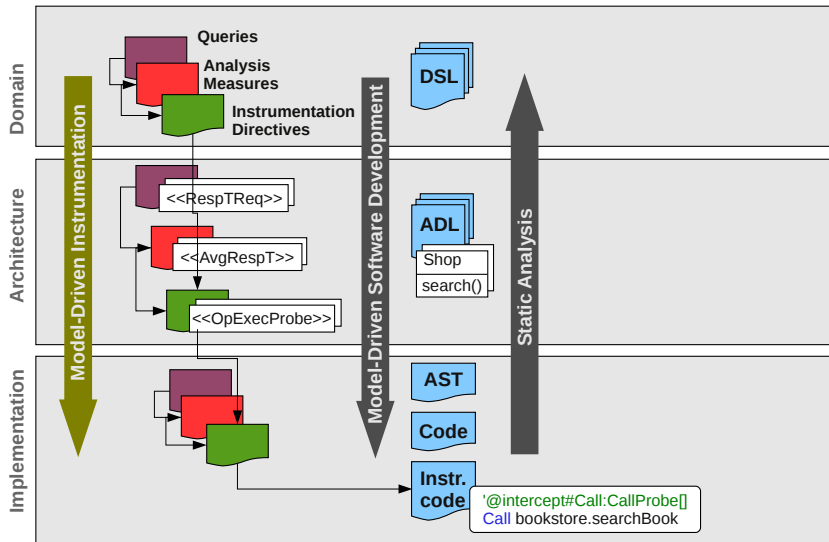 Domain
Queries
Analysis
Measures
Instrumentation
Directives
DSL
Model-Driven Instrumentation
Model-Driven Software Development
Static Analysis
Architecture
<<RespTReq>>
<<AvgRespT>>
<<OpExecProbe>>
ADL
Shop
search()
Implementation
AST
Code
Instr.
code
'@intercept#Call:CallProbe[]
Call bookstore.searchBook